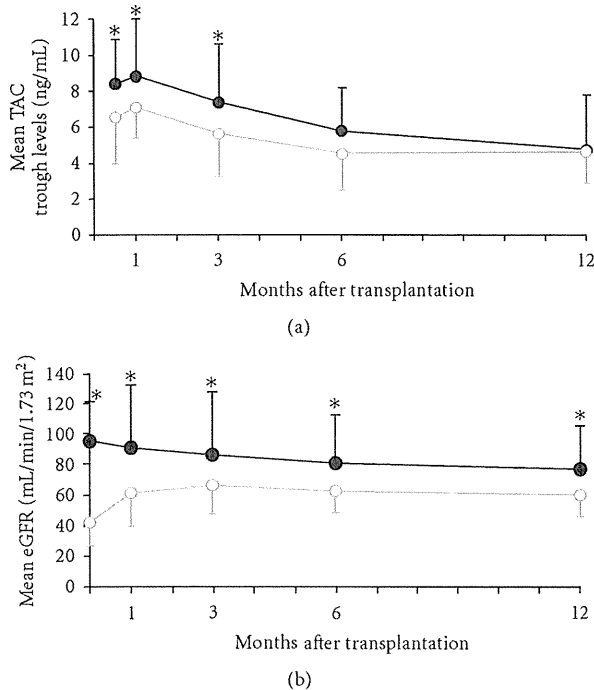 12
10
8
6
4
2
0
Mean TAC
trough levels (ng/mL)
* * *
1 3 6 12
Months after transplantation
(a)
140
120
100
80
60
40
20
0
Mean eGFR (mL/min/1.73 m²)
* * * * *
1 3 6 12
Months after transplantation
(b)